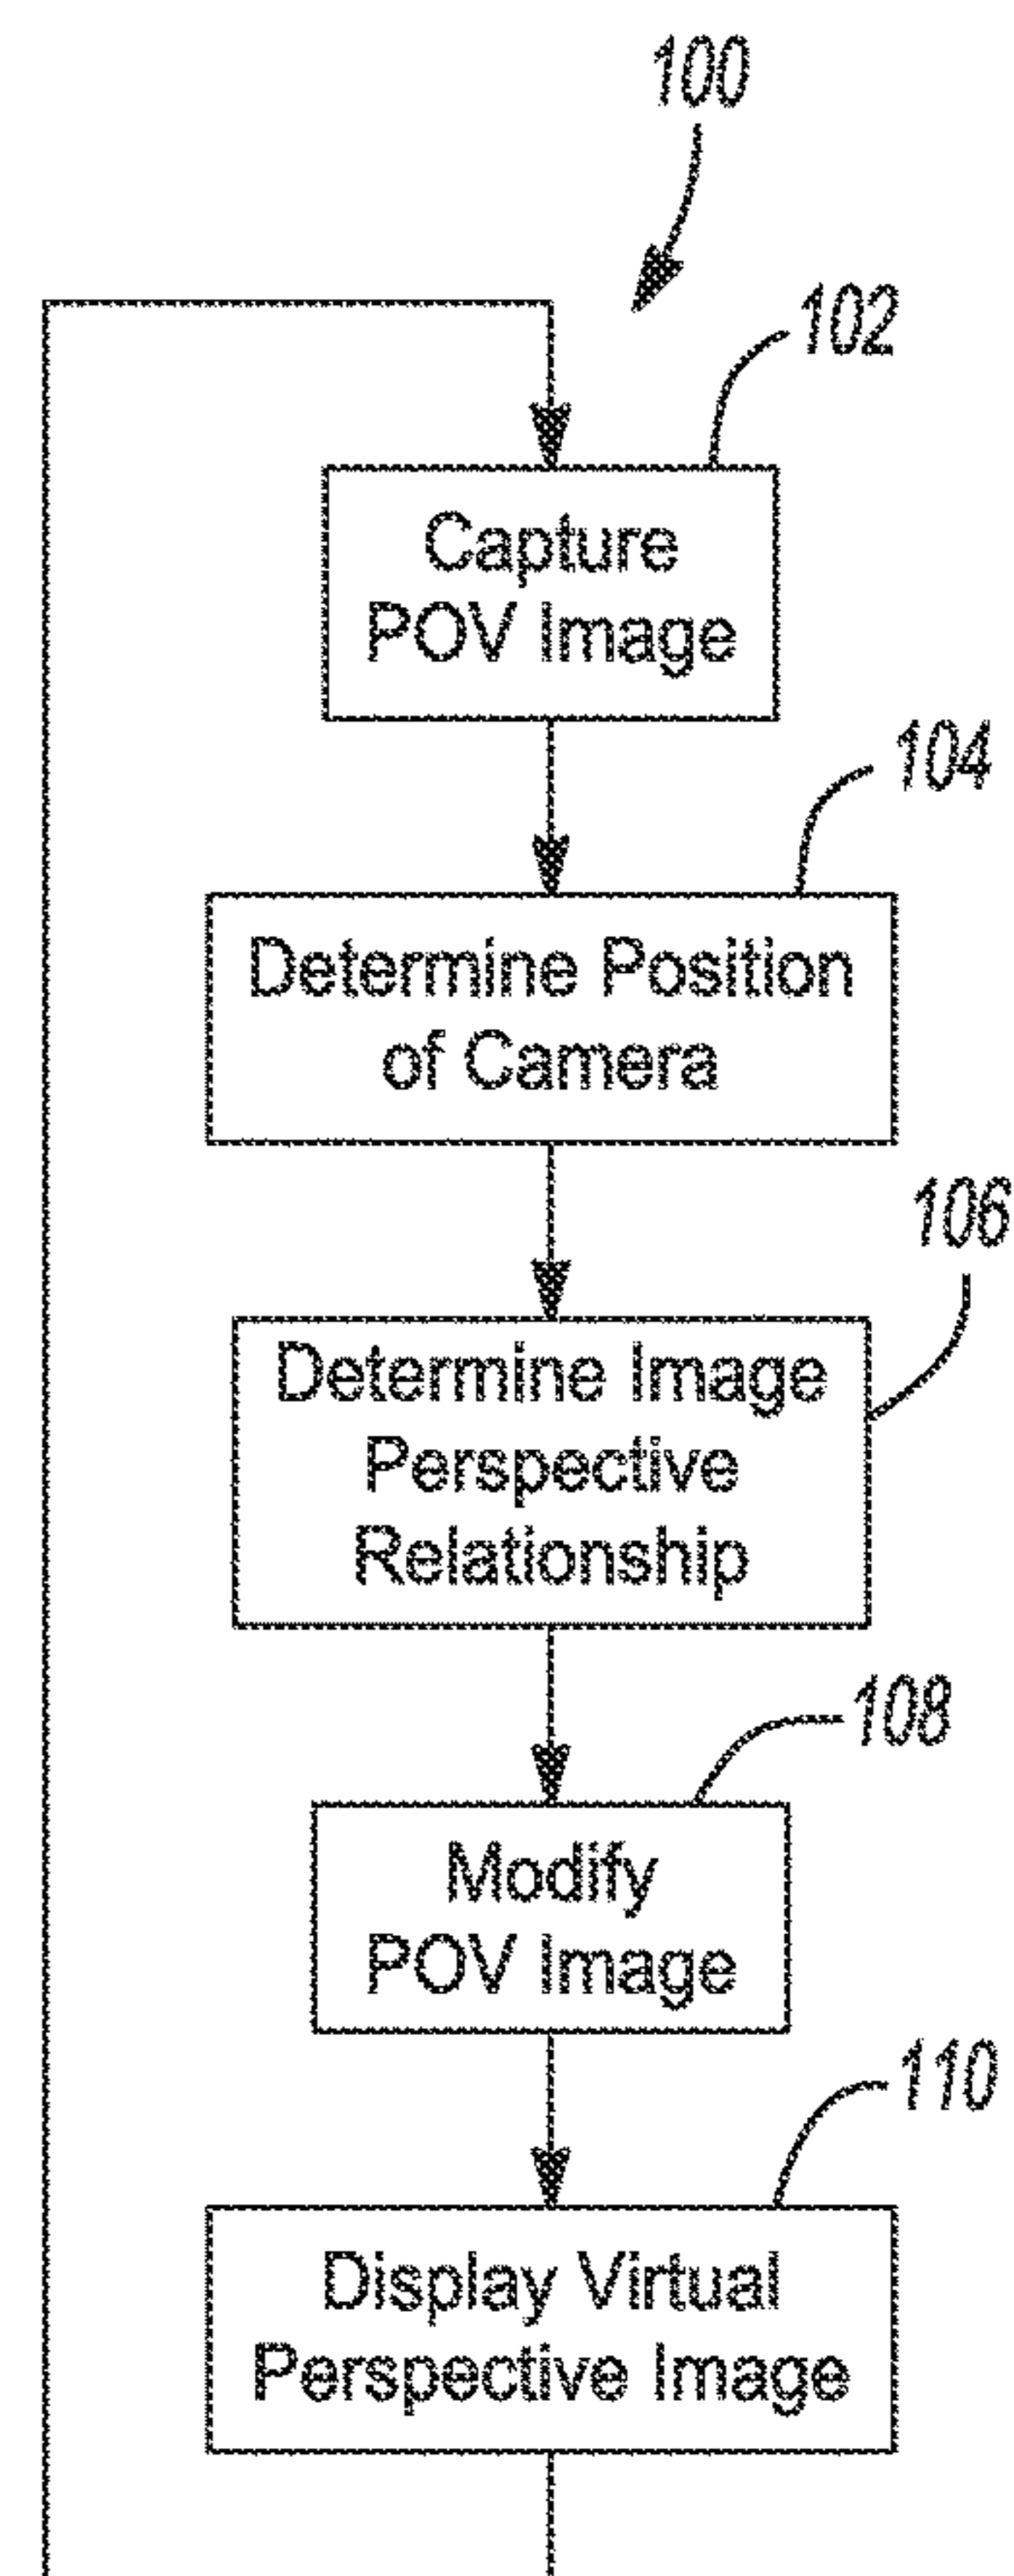 100
102
Capture
POV Image
104
Determine Position
of Camera
106
Determine Image
Perspective
Relationship
108
Modify
POV Image
110
Display Virtual
Perspective Image